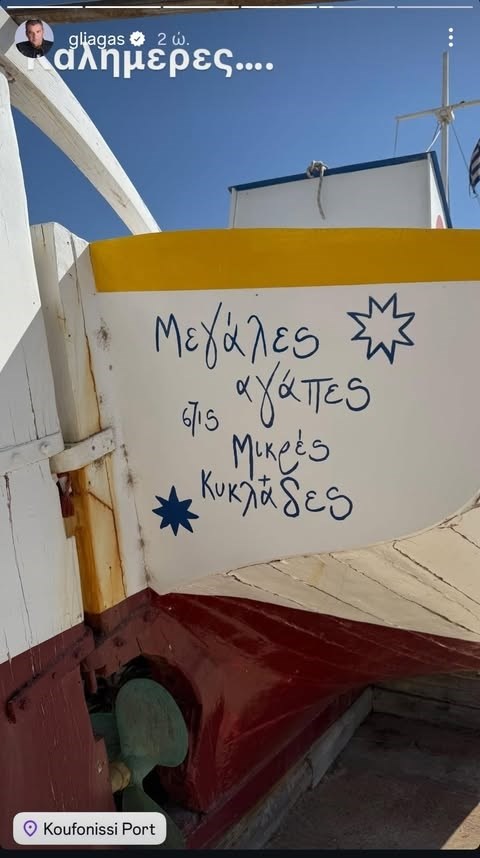 gliagas 2 ώ.
Καλημερες....
Μεγάλες
αγάπες
στις
Μικρές
Κυκλάδες
Koufonissi Port